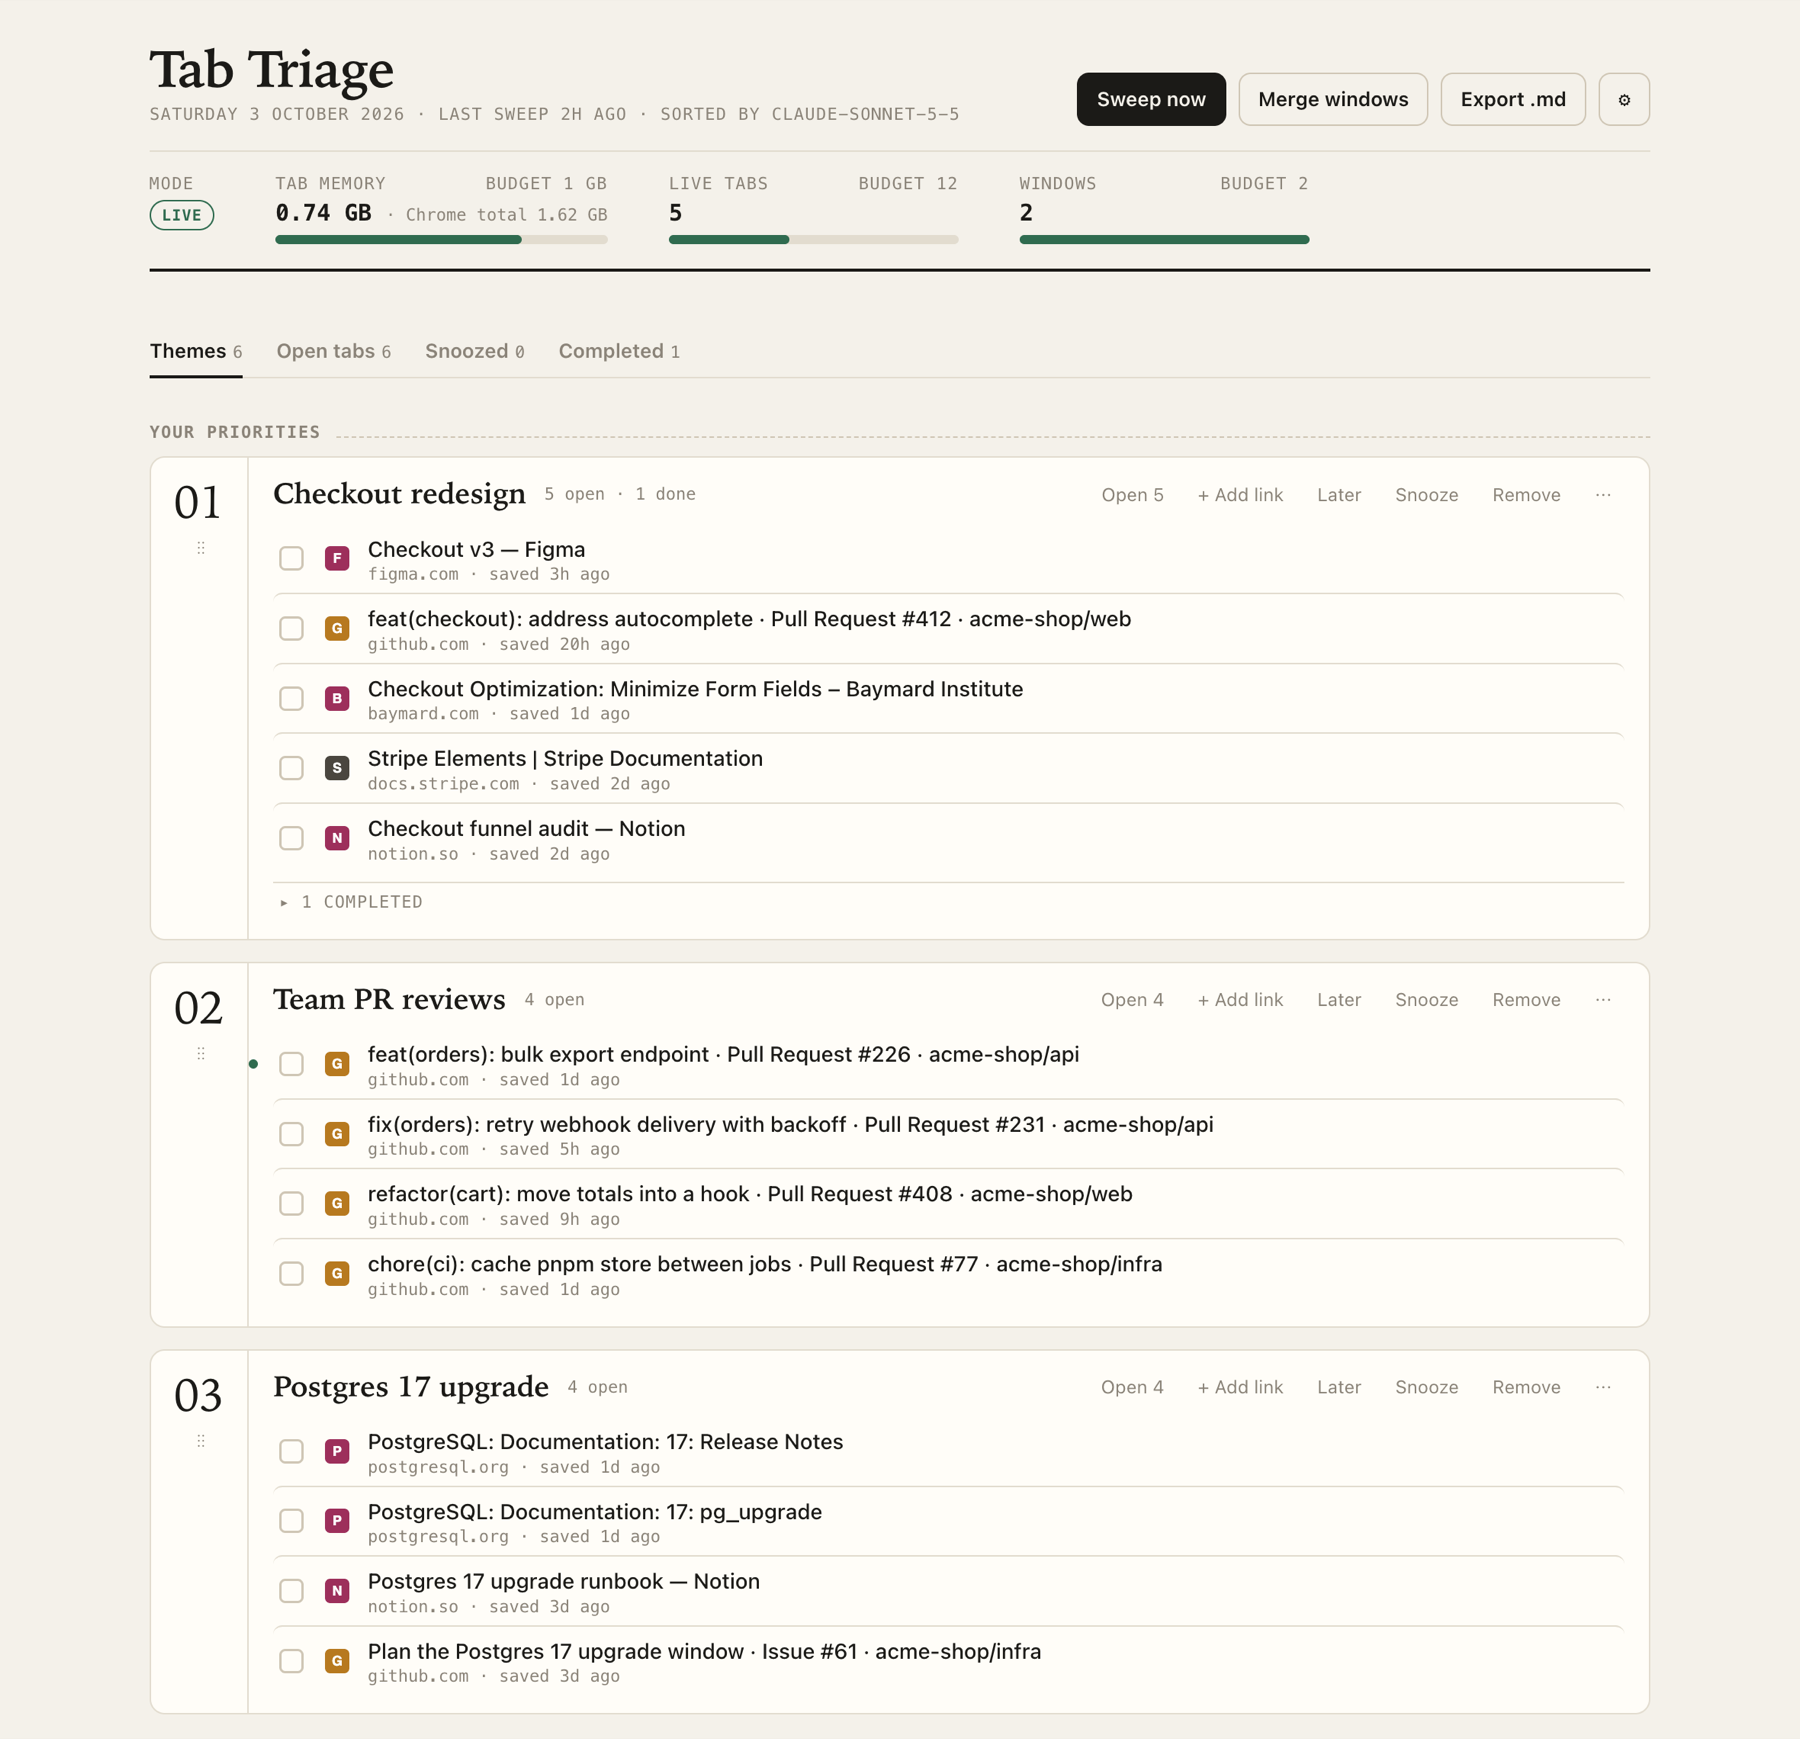 Tab Triage
SATURDAY 3 OCTOBER 2026 · LAST SWEEP 2H AGO · SORTED BY CLAUDE-SONNET-5-5
Sweep now
Merge windows
Export .md
MODE
LIVE
TAB MEMORY BUDGET 1 GB
0.74 GB · Chrome total 1.62 GB
LIVE TABS BUDGET 12
5
WINDOWS BUDGET 2
2
Themes 6
Open tabs 6
Snoozed 0
Completed 1
YOUR PRIORITIES
01
Checkout redesign 5 open · 1 done
Open 5 + Add link Later Snooze Remove ···
F
Checkout v3 — Figma
figma.com · saved 3h ago
G
feat(checkout): address autocomplete · Pull Request #412 · acme-shop/web
github.com · saved 20h ago
B
Checkout Optimization: Minimize Form Fields – Baymard Institute
baymard.com · saved 1d ago
S
Stripe Elements | Stripe Documentation
docs.stripe.com · saved 2d ago
N
Checkout funnel audit — Notion
notion.so · saved 2d ago
▸ 1 COMPLETED
02
Team PR reviews 4 open
Open 4 + Add link Later Snooze Remove ···
G
feat(orders): bulk export endpoint · Pull Request #226 · acme-shop/api
github.com · saved 1d ago
G
fix(orders): retry webhook delivery with backoff · Pull Request #231 · acme-shop/api
github.com · saved 5h ago
G
refactor(cart): move totals into a hook · Pull Request #408 · acme-shop/web
github.com · saved 9h ago
G
chore(ci): cache pnpm store between jobs · Pull Request #77 · acme-shop/infra
github.com · saved 1d ago
03
Postgres 17 upgrade 4 open
Open 4 + Add link Later Snooze Remove ···
P
PostgreSQL: Documentation: 17: Release Notes
postgresql.org · saved 1d ago
P
PostgreSQL: Documentation: 17: pg_upgrade
postgresql.org · saved 1d ago
N
Postgres 17 upgrade runbook — Notion
notion.so · saved 3d ago
G
Plan the Postgres 17 upgrade window · Issue #61 · acme-shop/infra
github.com · saved 3d ago